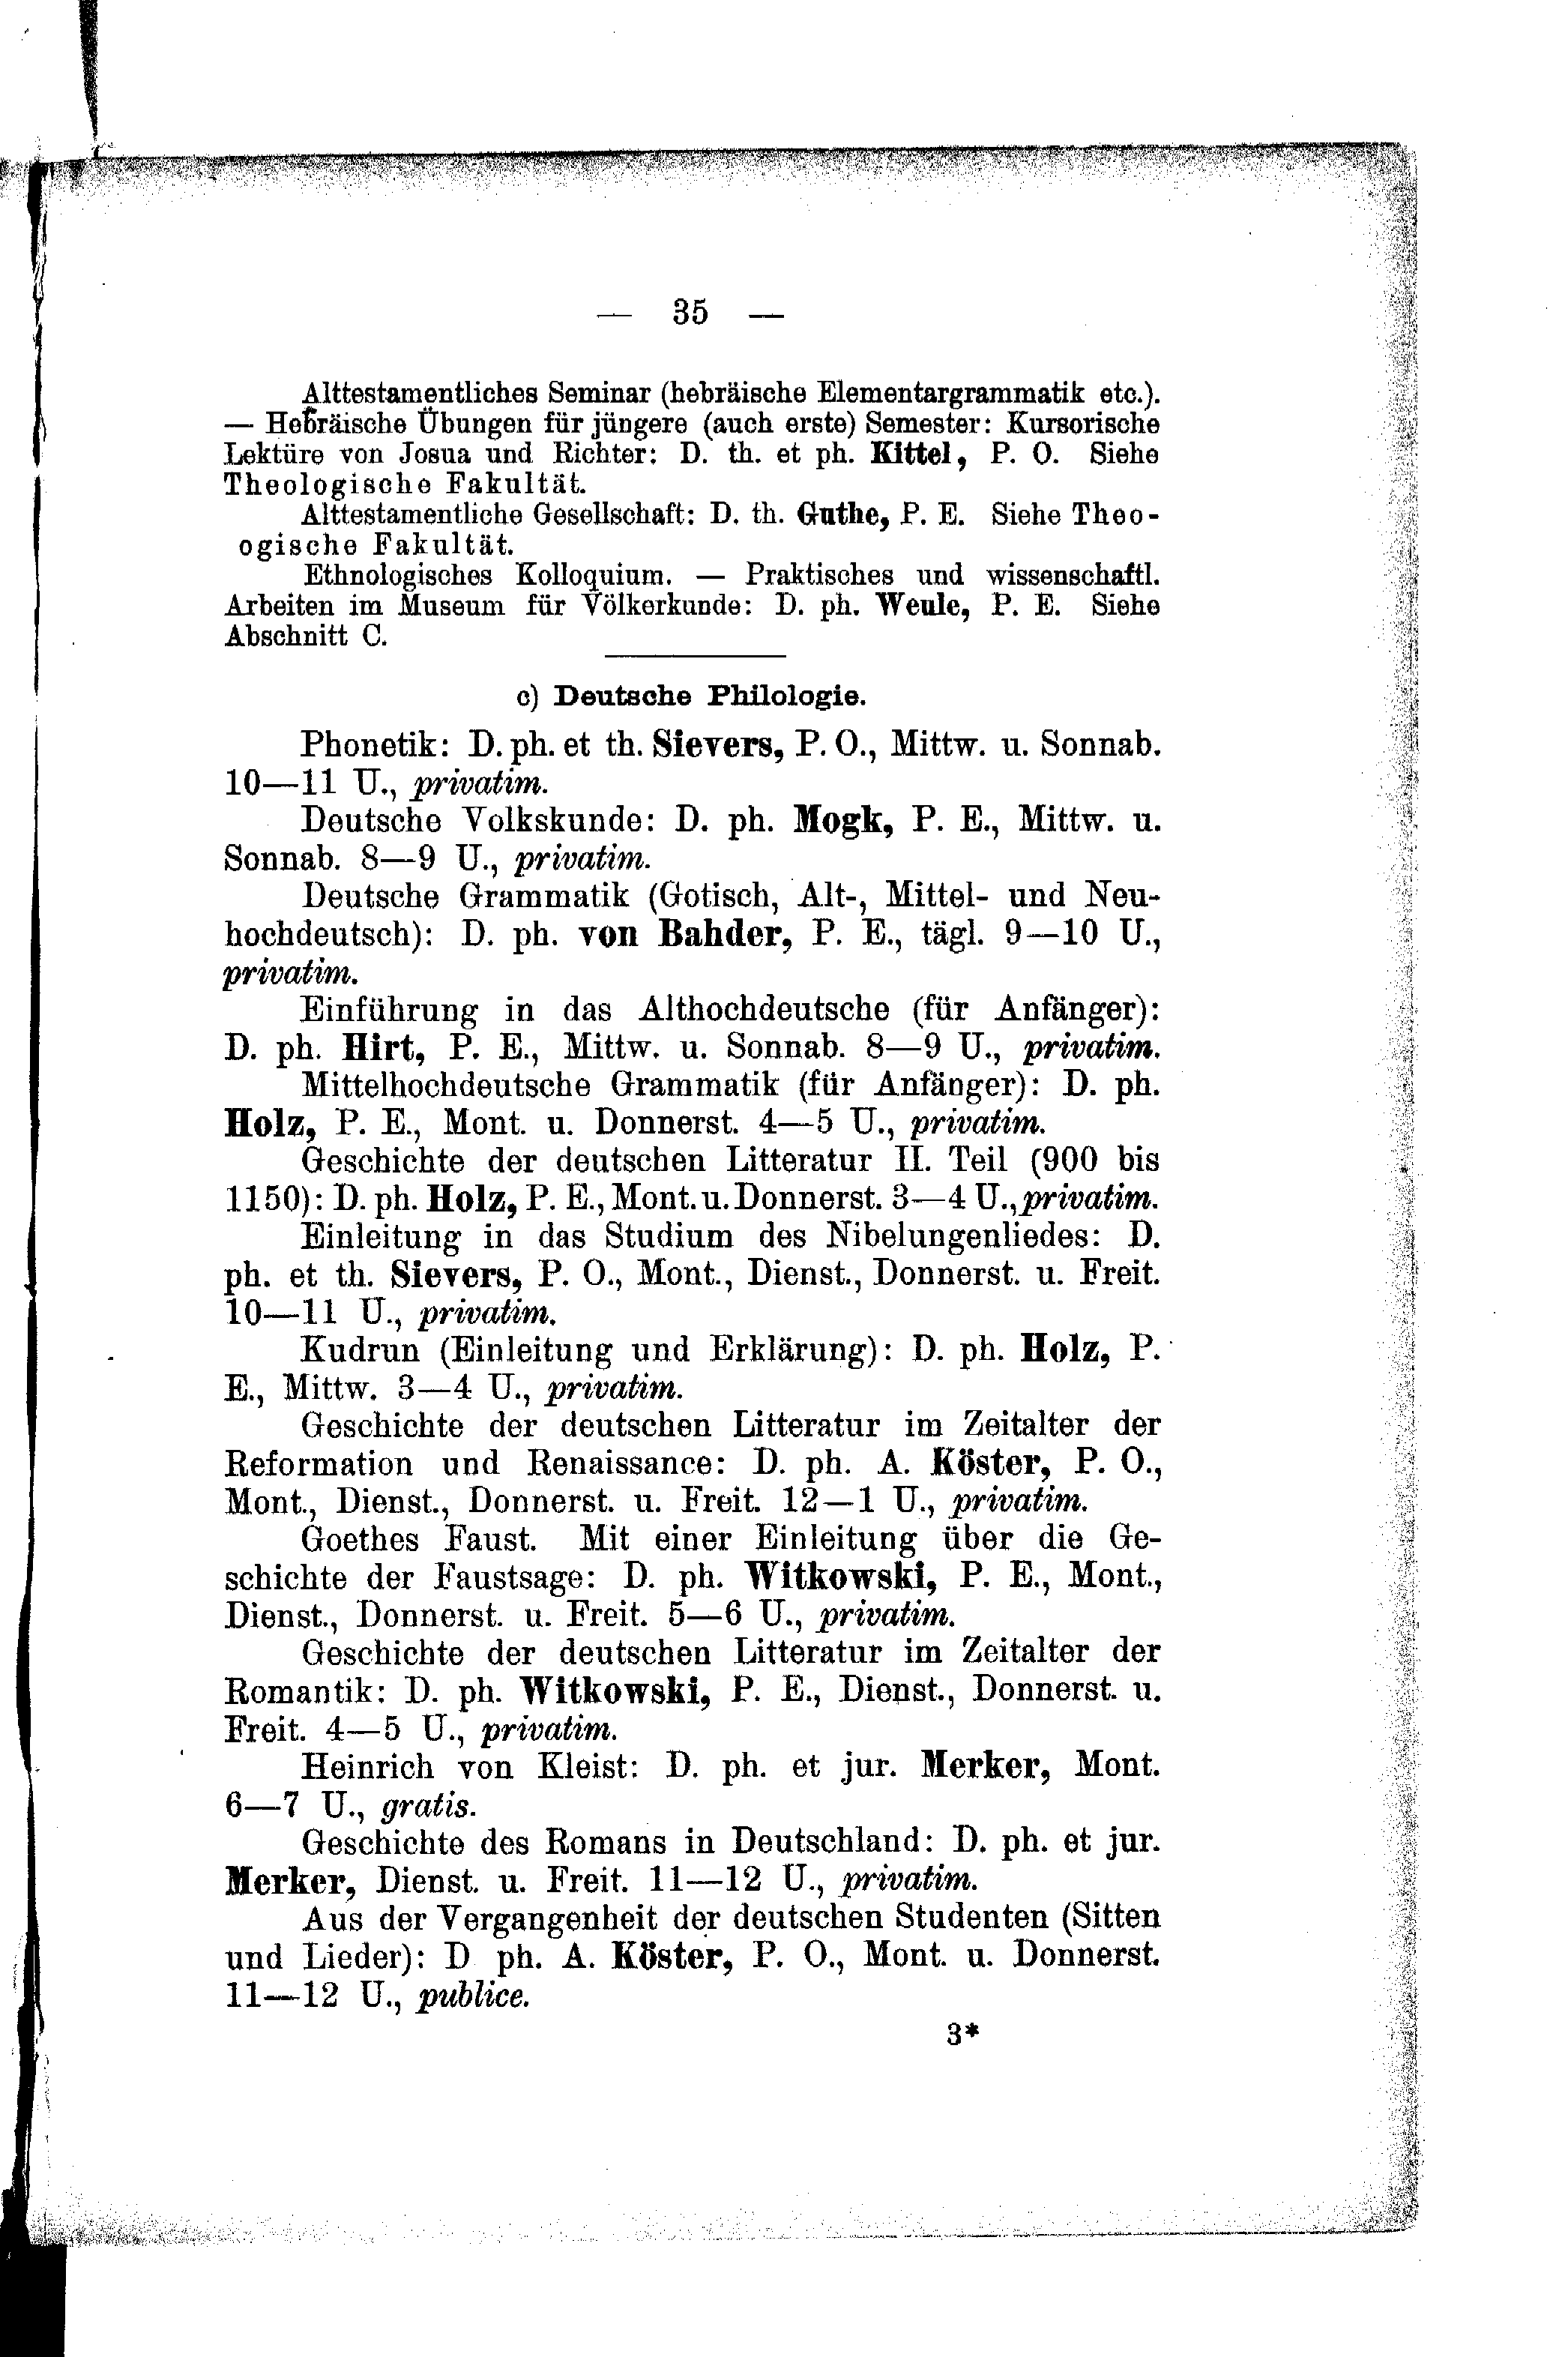 — 35 —
Alttestamentliches Seminar (hebräische Elementargrammatik etc.).
— Hebräische Übungen für jüngere (auch erste) Semester: Kursorische
Lektüre von Josua und Richter: D. th. et ph. Kittel, P. O. Siehe
Theologische Fakultät.
Alttestamentliche Gesellschaft: D. th. Guthe, P. E. Siehe Theo-
ogische Fakultät.
Ethnologisches Kolloquium. — Praktisches und wissenschaftl.
Arbeiten im Museum für Völkerkunde: D. ph. Weule, P. E. Siehe
Abschnitt C.
c) Deutsche Philologie.
Phonetik: D. ph. et th. Sievers, P. O., Mittw. u. Sonnab.
10—11 U., privatim.
Deutsche Volkskunde: D. ph. Mogk, P. E., Mittw. u.
Sonnab. 8—9 U., privatim.
Deutsche Grammatik (Gotisch, Alt-, Mittel- und Neu-
hochdeutsch): D. ph. von Bahder, P. E., tägl. 9—10 U.,
privatim.
Einführung in das Althochdeutsche (für Anfänger):
D. ph. Hirt, P. E., Mittw. u. Sonnab. 8—9 U., privatim.
Mittelhochdeutsche Grammatik (für Anfänger): D. ph.
Holz, P. E., Mont. u. Donnerst. 4—5 U., privatim.
Geschichte der deutschen Litteratur II. Teil (900 bis
1150): D. ph. Holz, P. E., Mont. u. Donnerst. 3—4 U., privatim.
Einleitung in das Studium des Nibelungenliedes: D.
ph. et th. Sievers, P. O., Mont., Dienst., Donnerst. u. Freit.
10—11 U., privatim.
Kudrun (Einleitung und Erklärung): D. ph. Holz, P.
E., Mittw. 3—4 U., privatim.
Geschichte der deutschen Litteratur im Zeitalter der
Reformation und Renaissance: D. ph. A. Köster, P. O.,
Mont., Dienst., Donnerst. u. Freit. 12—1 U., privatim.
Goethes Faust. Mit einer Einleitung über die Ge-
schichte der Faustsage: D. ph. Witkowski, P. E., Mont.,
Dienst., Donnerst. u. Freit. 5—6 U., privatim.
Geschichte der deutschen Litteratur im Zeitalter der
Romantik: D. ph. Witkowski, P. E., Dienst., Donnerst. u.
Freit. 4—5 U., privatim.
Heinrich von Kleist: D. ph. et jur. Merker, Mont.
6—7 U., gratis.
Geschichte des Romans in Deutschland: D. ph. et jur.
Merker, Dienst. u. Freit. 11—12 U., privatim.
Aus der Vergangenheit der deutschen Studenten (Sitten
und Lieder): D ph. A. Köster, P. O., Mont. u. Donnerst.
11—12 U., publice.
3*